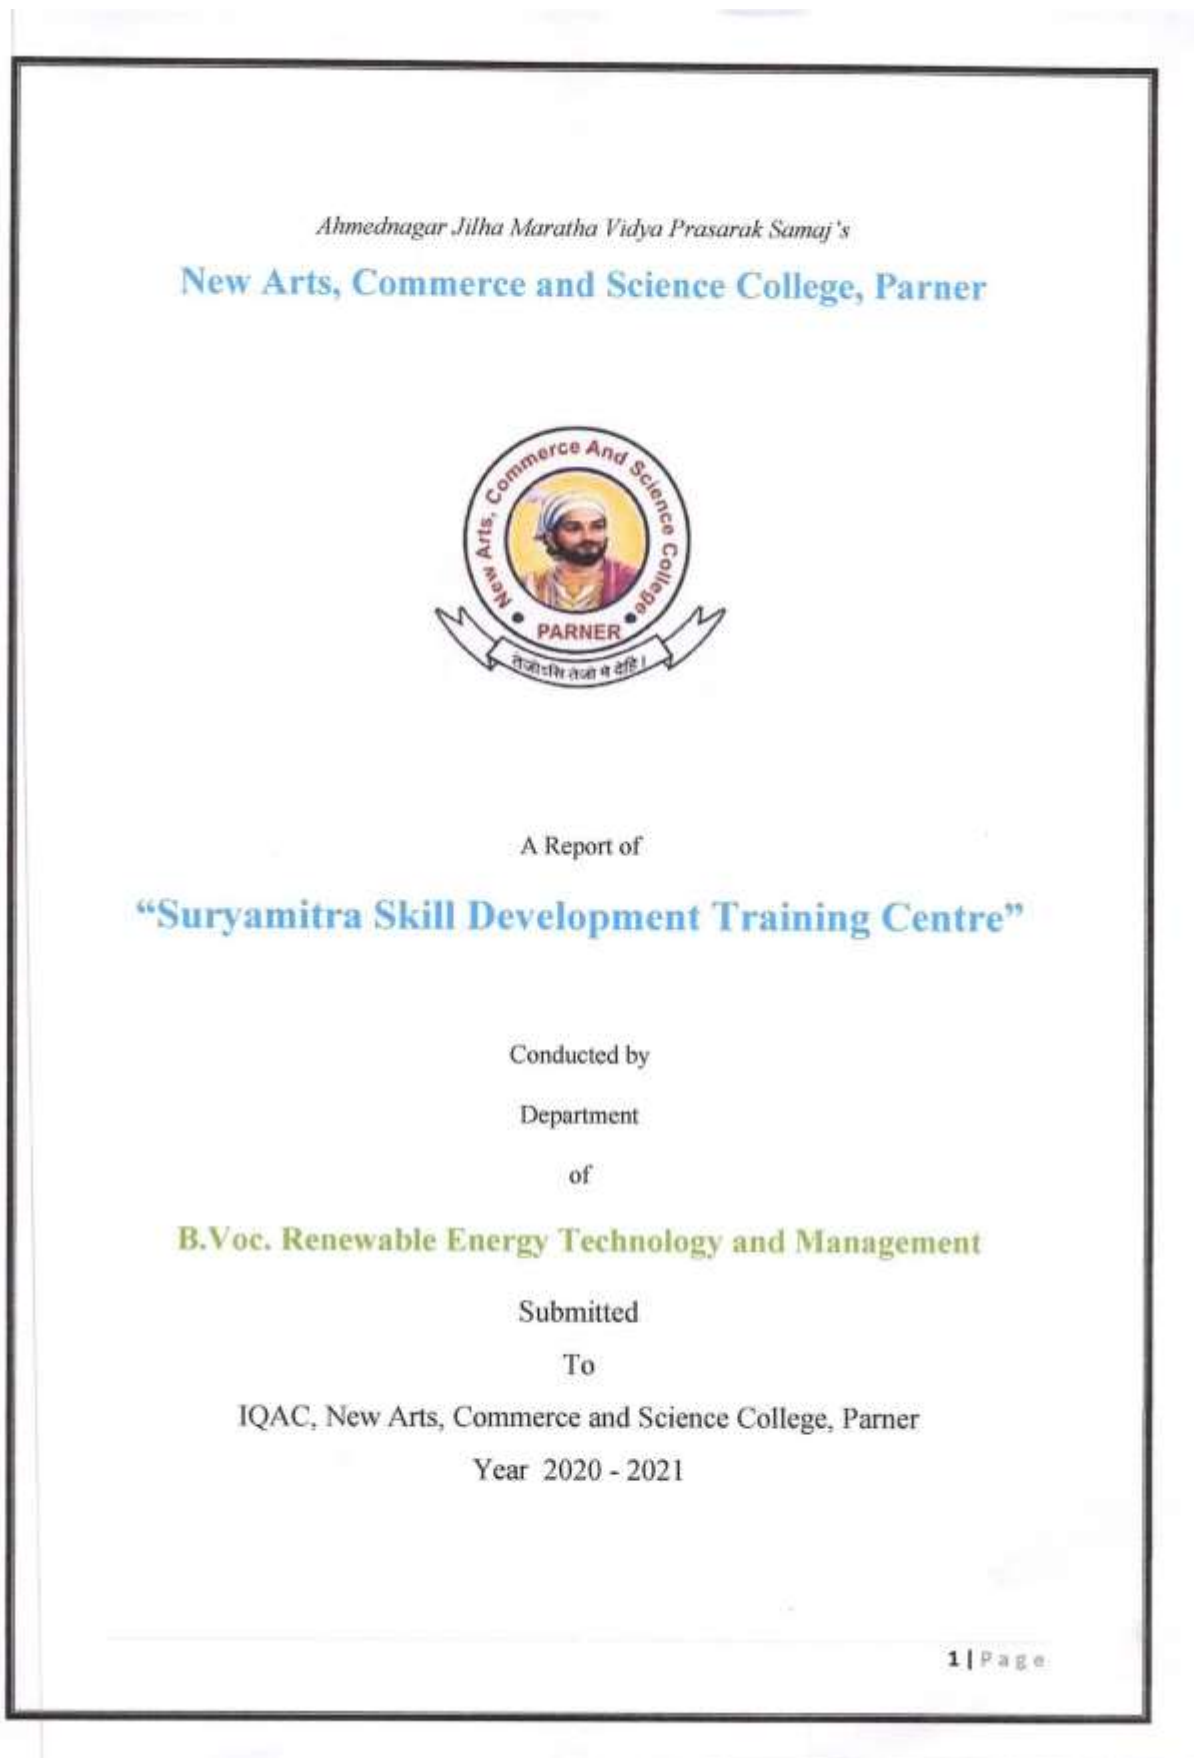 Ahmednagar Jilha Maratha Vidya Prasarak Samaj's
New Arts, Commerce and Science College, Parner
New Arts, Commerce And Science College
PARNER
तेजोऽसि तेजो मे देहि।
A Report of
“Suryamitra Skill Development Training Centre”
Conducted by
Department
of
B.Voc. Renewable Energy Technology and Management
Submitted
To
IQAC, New Arts, Commerce and Science College, Parner
Year 2020 - 2021
1 | Page